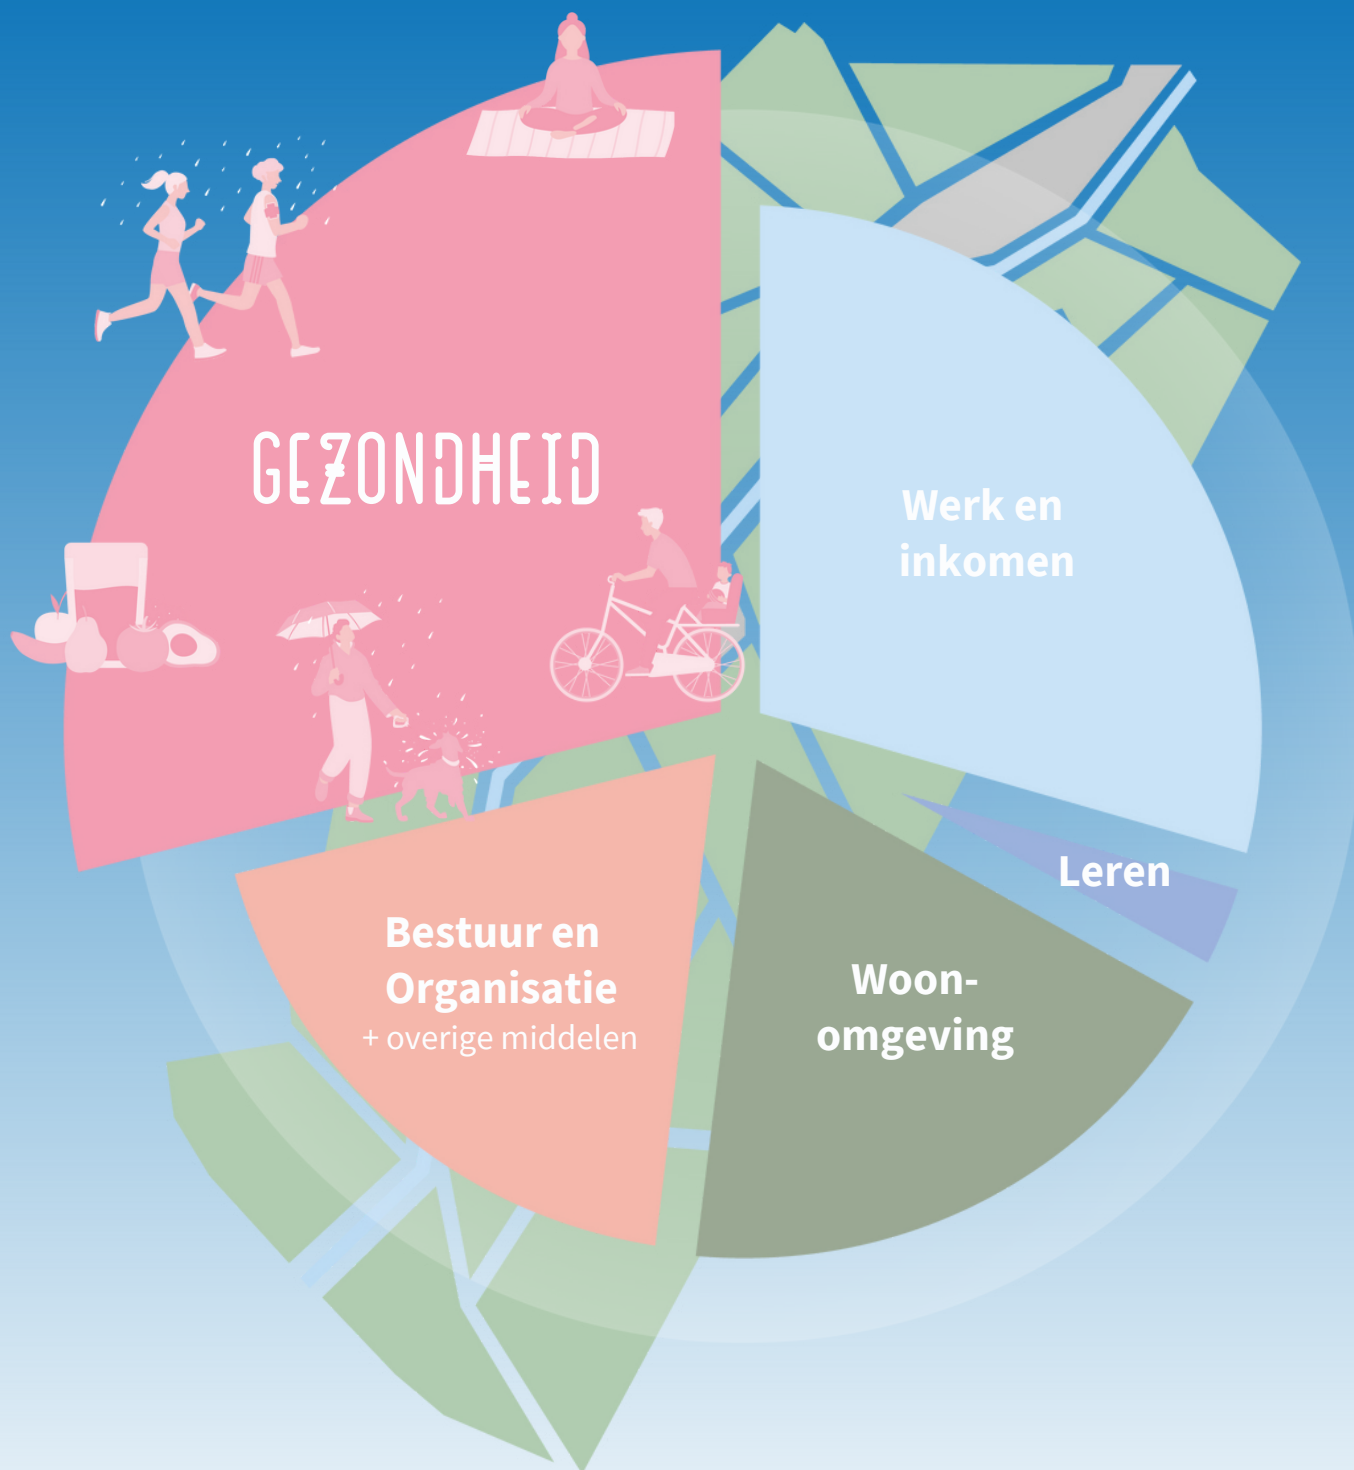 GEZONDHEID
Werk en
inkomen
Leren
Bestuur en
Organisatie
+ overige middelen
Woon-
omgeving